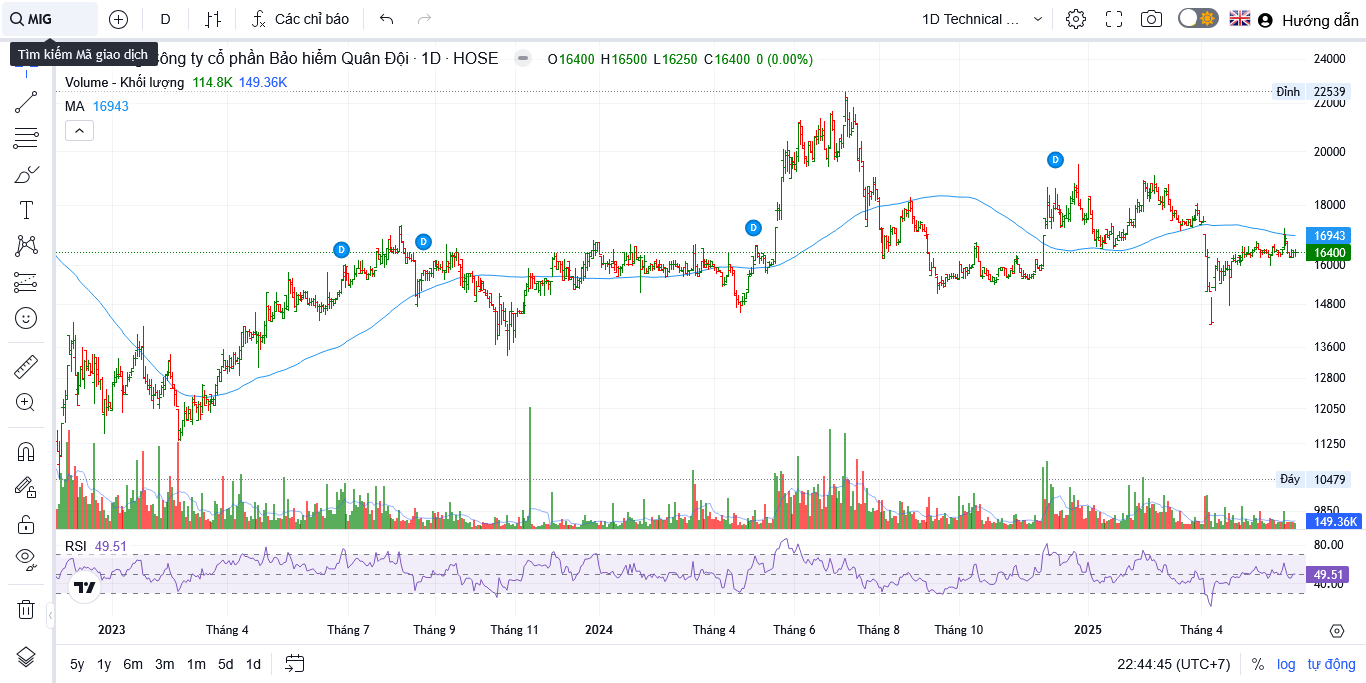 MIG
D
Các chỉ báo
1D Technical ...
Hướng dẫn
Tìm kiếm Mã giao dịch
ông ty cổ phần Bảo hiểm Quân Đội · 1D · HOSE
O16400 H16500 L16250 C16400 0 (0.00%)
Volume - Khối lượng 114.8K 149.36K
MA 16943
24000
Đỉnh 22539
22000
20000
18000
16943
16400
16000
14800
13600
12800
12050
11250
Đáy 10479
9850
149.36K
D
D
D
D
RSI 49.51
80.00
49.51
40.00
2023 Tháng 4 Tháng 7 Tháng 9 Tháng 11 2024 Tháng 4 Tháng 6 Tháng 8 Tháng 10 2025 Tháng 4
5y 1y 6m 3m 1m 5d 1d
22:44:45 (UTC+7) % log tự động